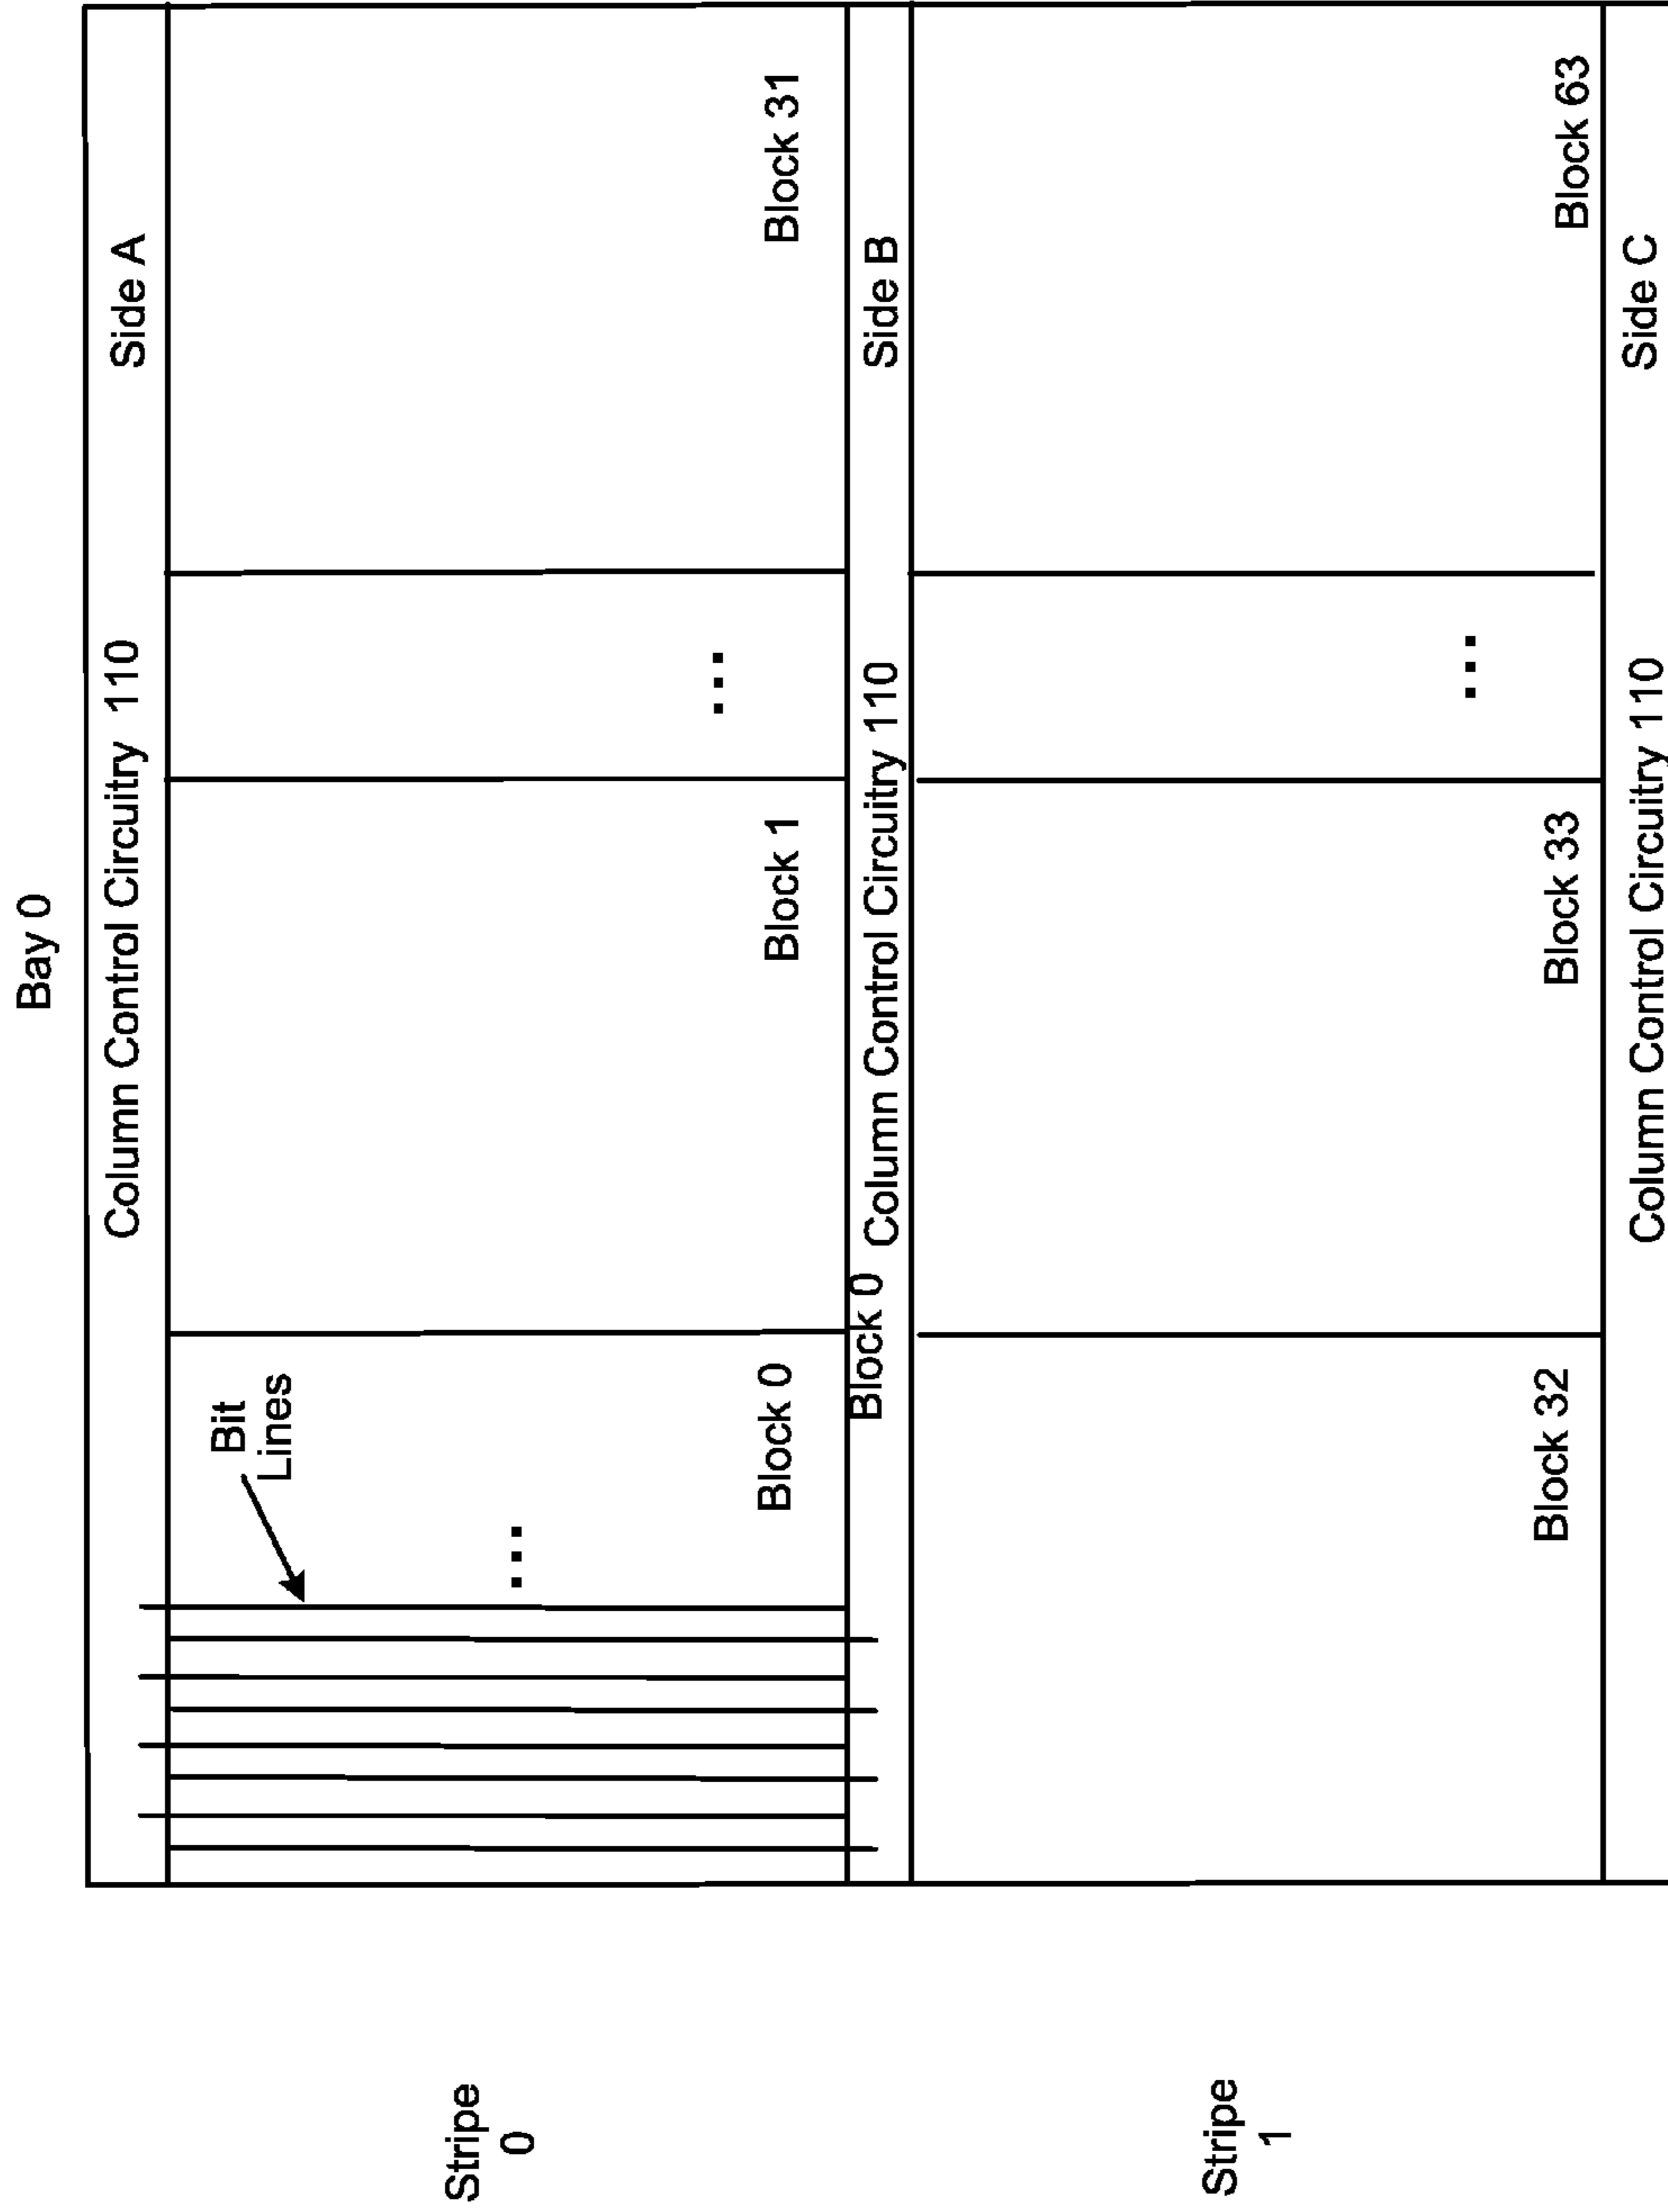 Bay 0
Column Control Circuitry 110 Side A
Bit
Lines
...
...
Stripe
0
Block 0 Block 1 Block 31
Block 0
Column Control Circuitry 110 Side B
Stripe
1
...
Block 32 Block 33 Block 63
Column Control Circuitry 110 Side C